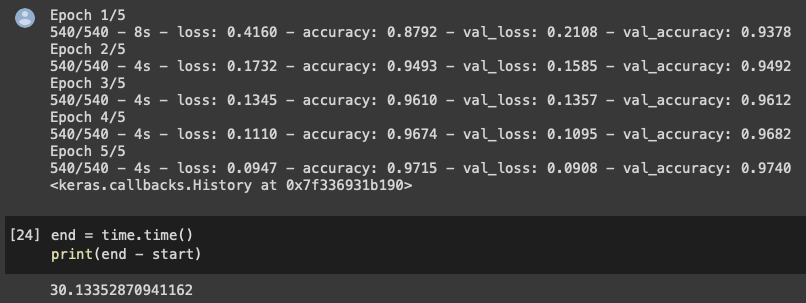 Epoch 1/5
540/540 - 8s - loss: 0.4160 - accuracy: 0.8792 - val_loss: 0.2108 - val_accuracy: 0.9378
Epoch 2/5
540/540 - 4s - loss: 0.1732 - accuracy: 0.9493 - val_loss: 0.1585 - val_accuracy: 0.9492
Epoch 3/5
540/540 - 4s - loss: 0.1345 - accuracy: 0.9610 - val_loss: 0.1357 - val_accuracy: 0.9612
Epoch 4/5
540/540 - 4s - loss: 0.1110 - accuracy: 0.9674 - val_loss: 0.1095 - val_accuracy: 0.9682
Epoch 5/5
540/540 - 4s - loss: 0.0947 - accuracy: 0.9715 - val_loss: 0.0908 - val_accuracy: 0.9740
<keras.callbacks.History at 0x7f336931b190>
[24] end = time.time()
print(end - start)
30.13352870941162